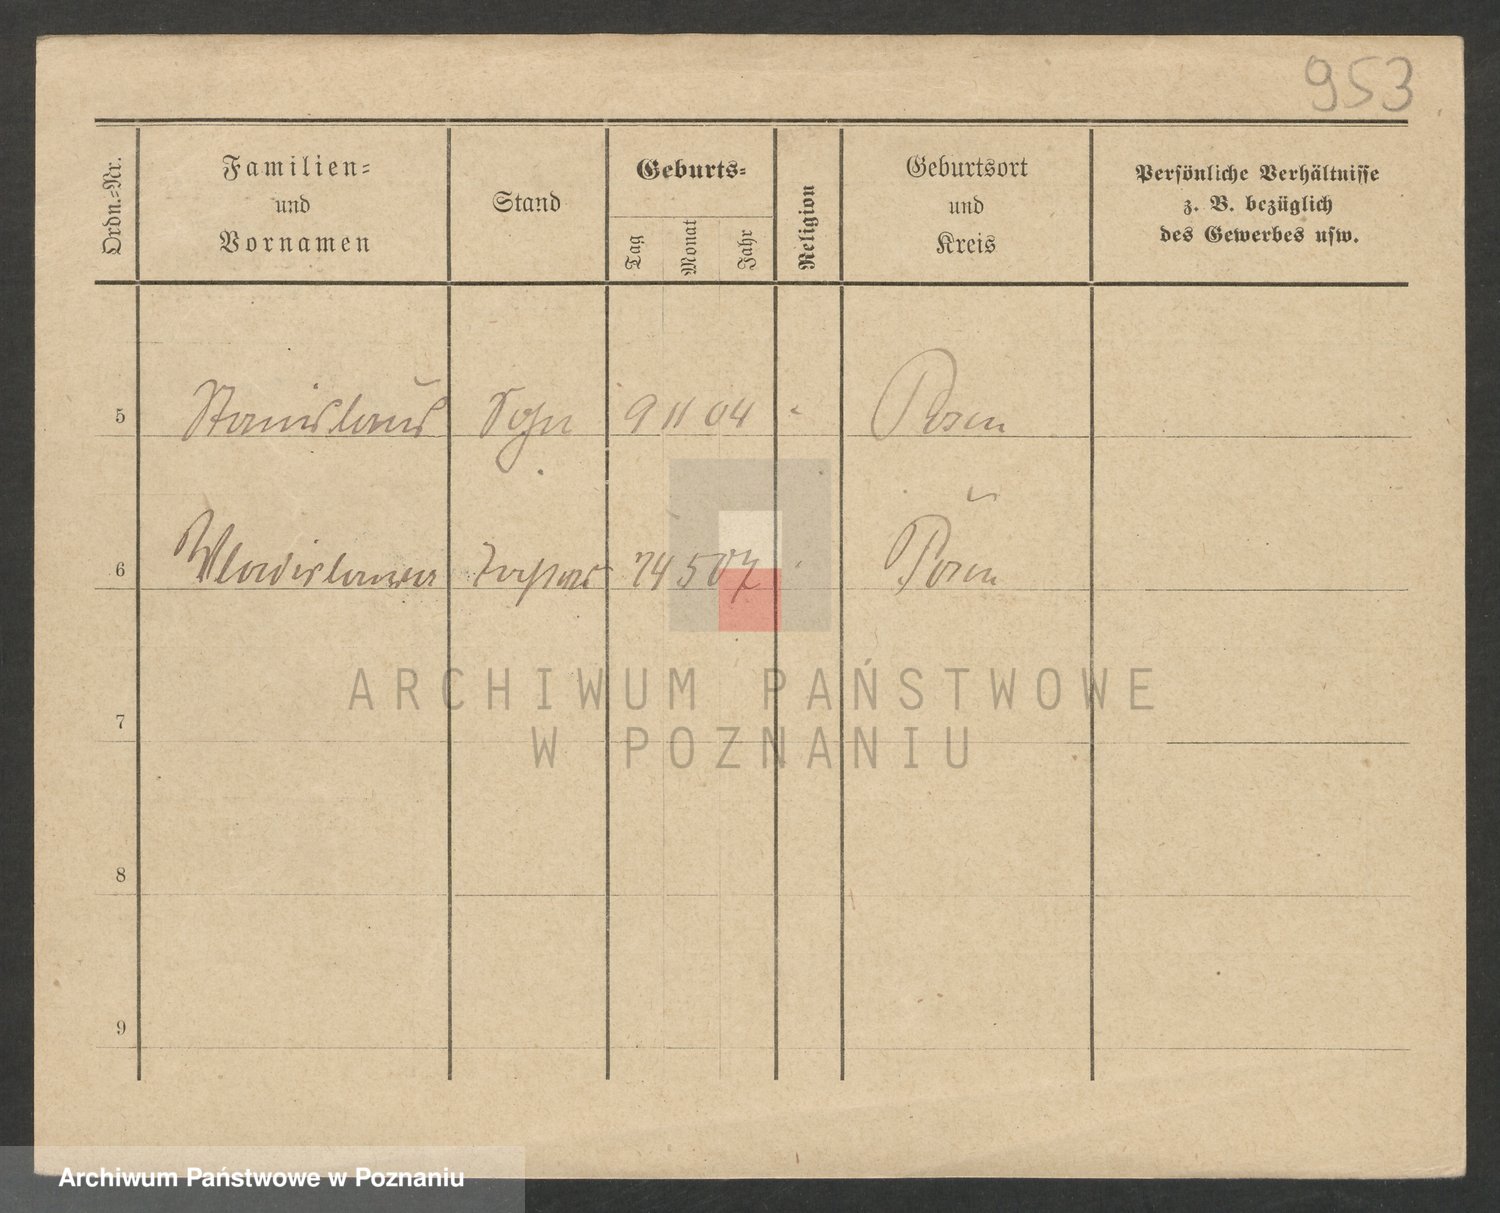 953
Ordn.-Nr.
Familien-
und
Vornamen
Stand
Geburts-
Tag
Monat
Jahr
Religion
Geburtsort
und
Kreis
Persönliche Verhältnisse
z. B. bezüglich
des Gewerbes usw.
5 Stanislaus Sohn 9 11 04 Posen
6 Wladislawa Tochter 24 5 07 Posen
ARCHIWUM PAŃSTWOWE
W POZNANIU
7
8
9
Archiwum Państwowe w Poznaniu